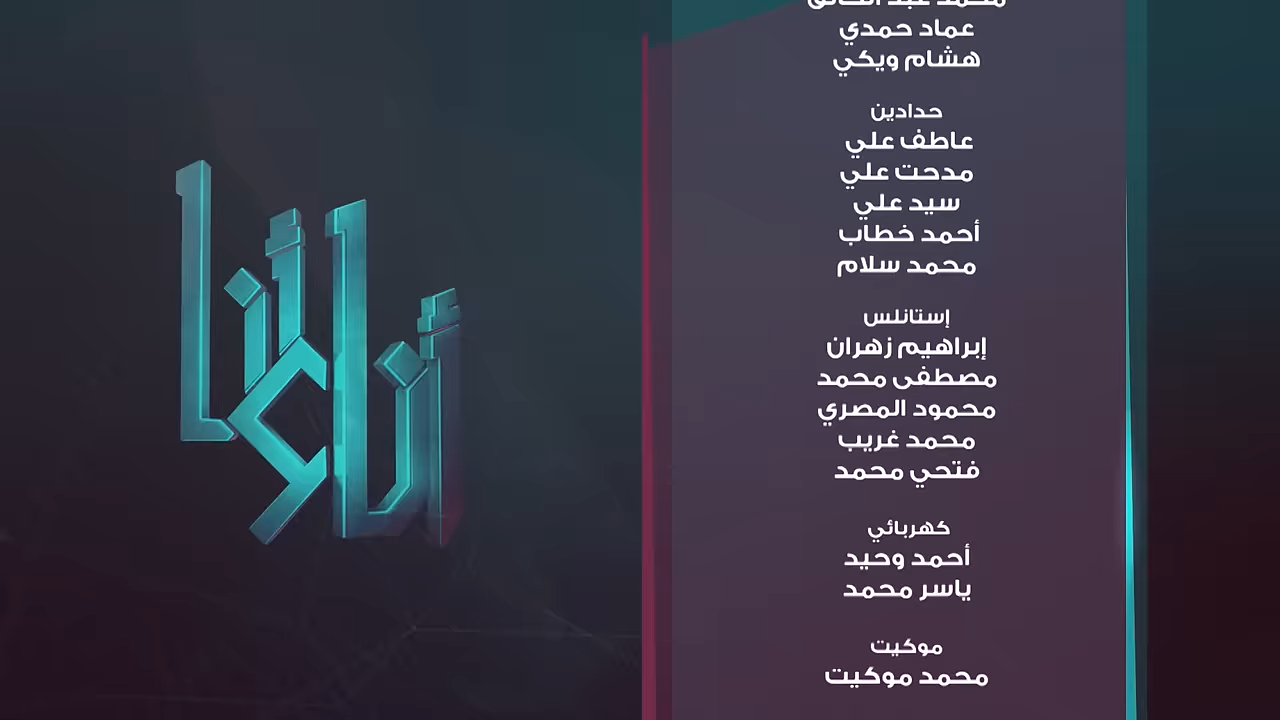 عماد حمدي
هشام ويكي
حدادين
عاطف علي
مدحت علي
سيد علي
أحمد خطاب
محمد سلام
إستانلس
إبراهيم زهران
مصطفى محمد
محمود المصري
محمد غريب
فتحي محمد
كهربائي
أحمد وحيد
ياسر محمد
موكيت
محمد موكيت